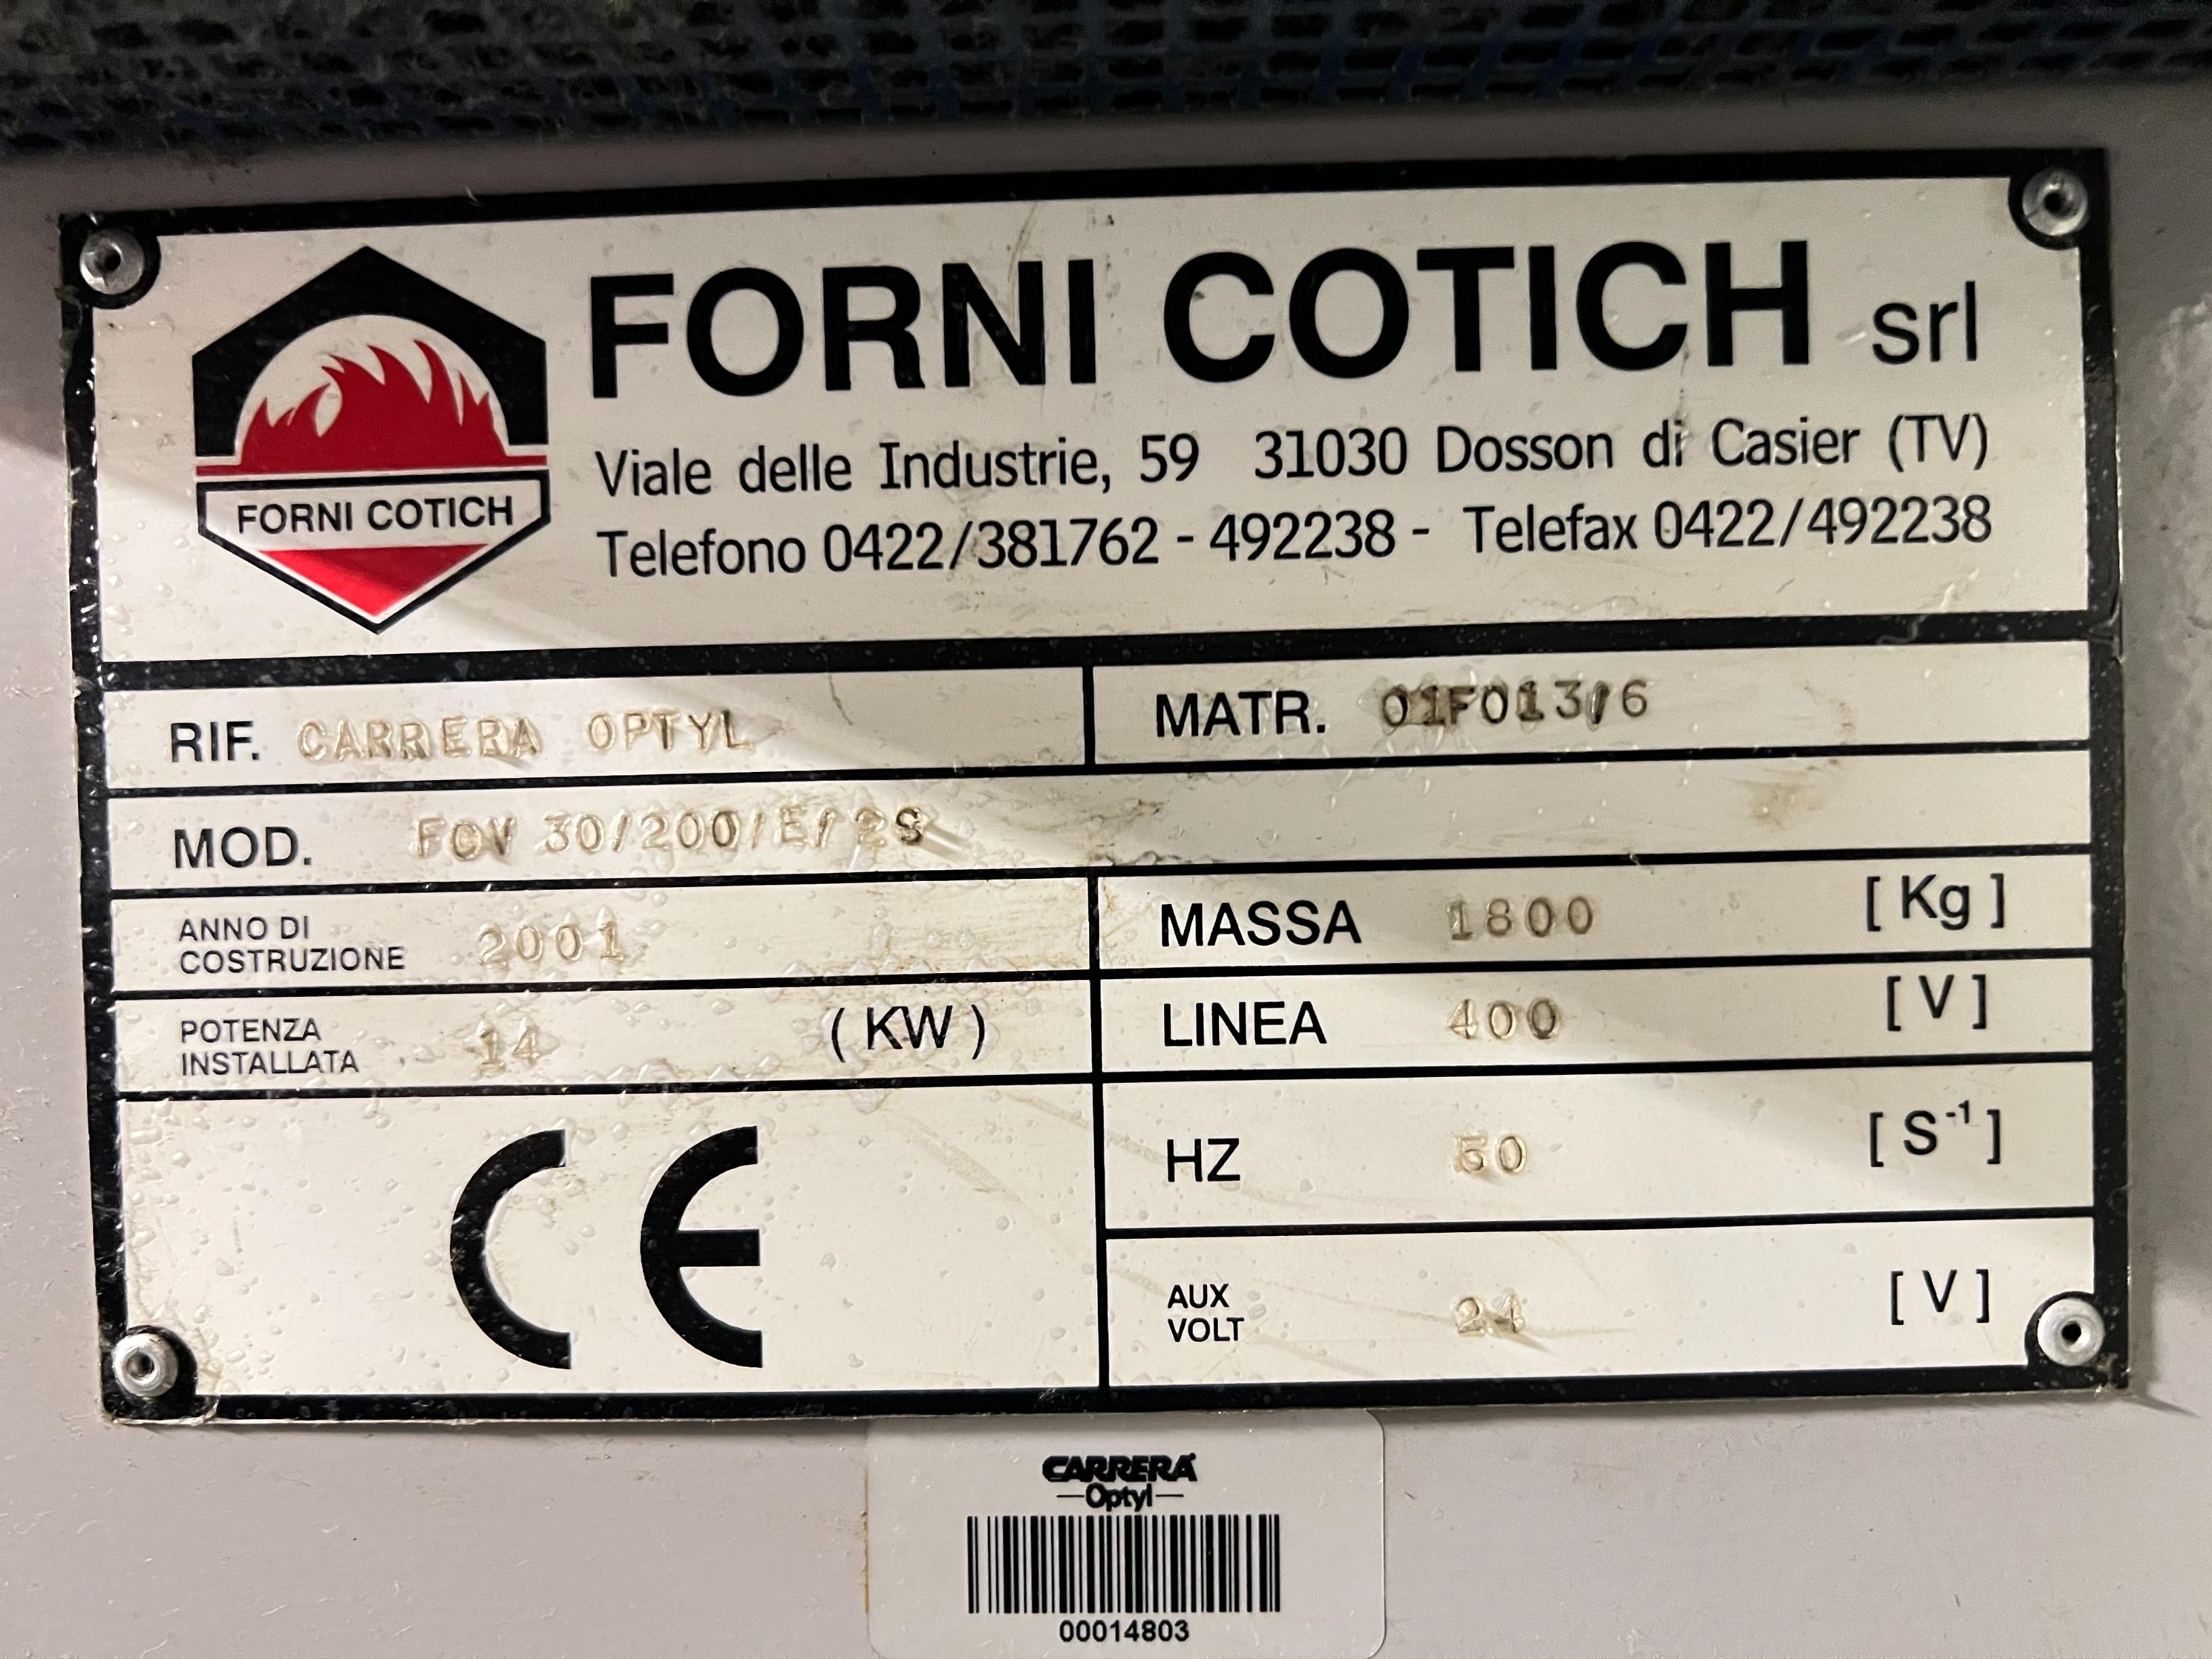 FORNI COTICH srl
Viale delle Industrie, 59 31030 Dosson di Casier (TV)
Telefono 0422/381762 - 492238 - Telefax 0422/492238
FORNI COTICH
RIF. CARRERA OPTYL
MATR. 01F013/6
MOD. FCV 30/200/E/2S
ANNO DI
COSTRUZIONE 2001
MASSA 1800 [Kg]
POTENZA
INSTALLATA 14 (KW)
LINEA 400 [V]
CE
HZ 50 [S⁻¹]
AUX
VOLT 24 [V]
CARRERA
Optyl
00014803